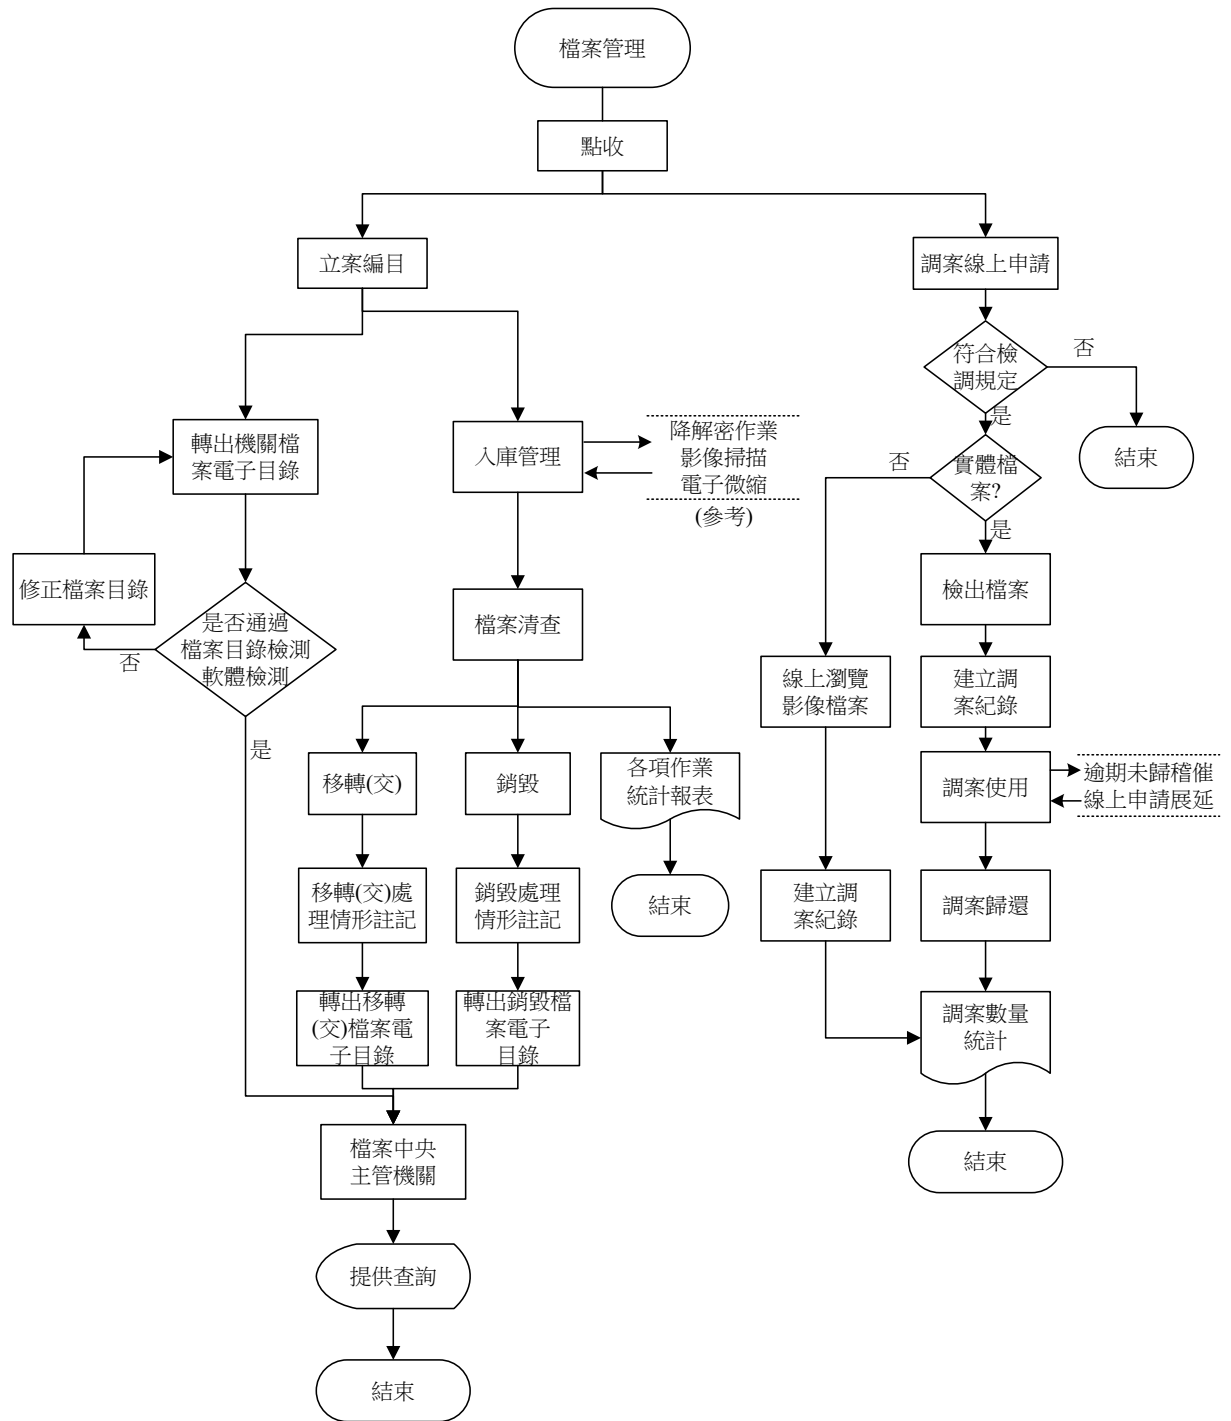 檔案管理
點收
立案編目
調案線上申請
符合檢
調規定
否
是
結束
轉出機關檔
案電子目錄
入庫管理
降解密作業
影像掃描
電子微縮
(參考)
實體檔
案?
否
是
修正檔案目錄
是否通過
檔案目錄檢測
軟體檢測
否
是
檔案清查
檢出檔案
線上瀏覽
影像檔案
建立調
案紀錄
移轉(交)
銷毀
各項作業
統計報表
調案使用
逾期未歸稽催
線上申請展延
移轉(交)處
理情形註記
銷毀處理
情形註記
結束
建立調
案紀錄
調案歸還
轉出移轉
(交)檔案電
子目錄
轉出銷毀檔
案電子
目錄
調案數量
統計
檔案中央
主管機關
結束
提供查詢
結束